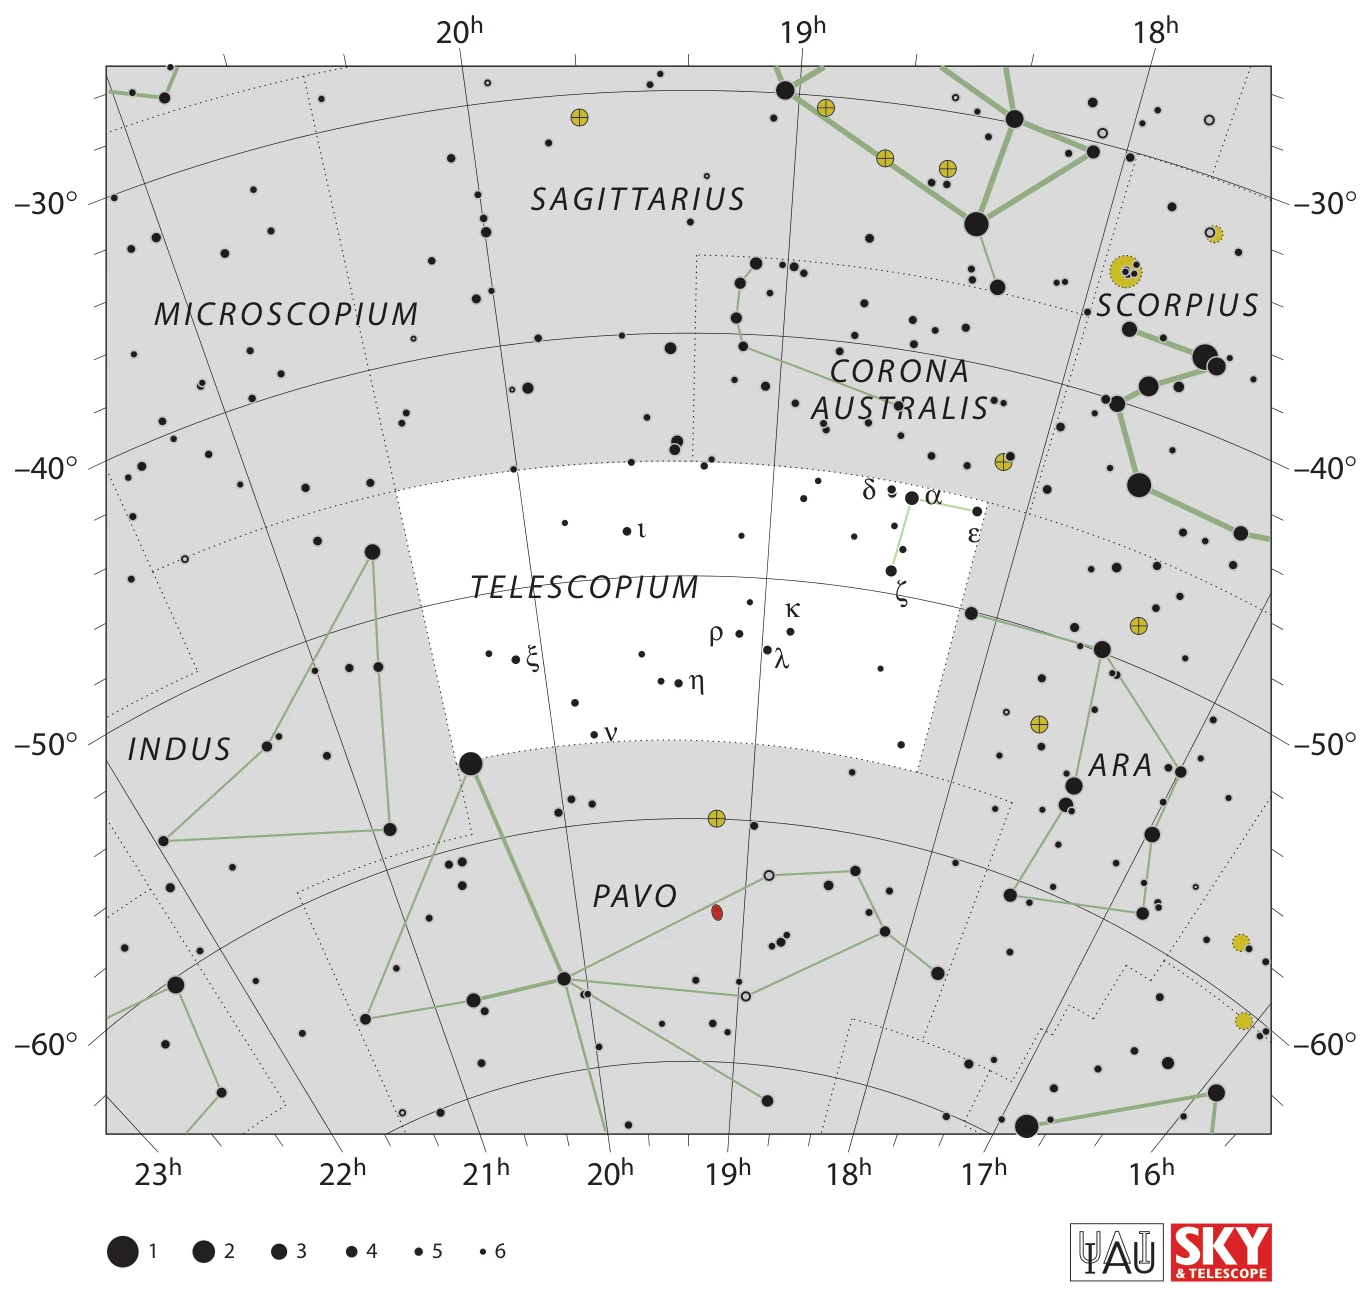 20h 19h 18h
SAGITTARIUS
–30° –30°
MICROSCOPIUM SCORPIUS
CORONA
AUSTRALIS
–40° –40°
δ α
ε
ι
TELESCOPIUM ζ
κ
ρ
ξ λ
η
ν
–50° INDUS –50°
ARA
PAVO
–60° –60°
23h 22h 21h 20h 19h 18h 17h 16h
1 2 3 4 5 6
IAU SKY
& TELESCOPE